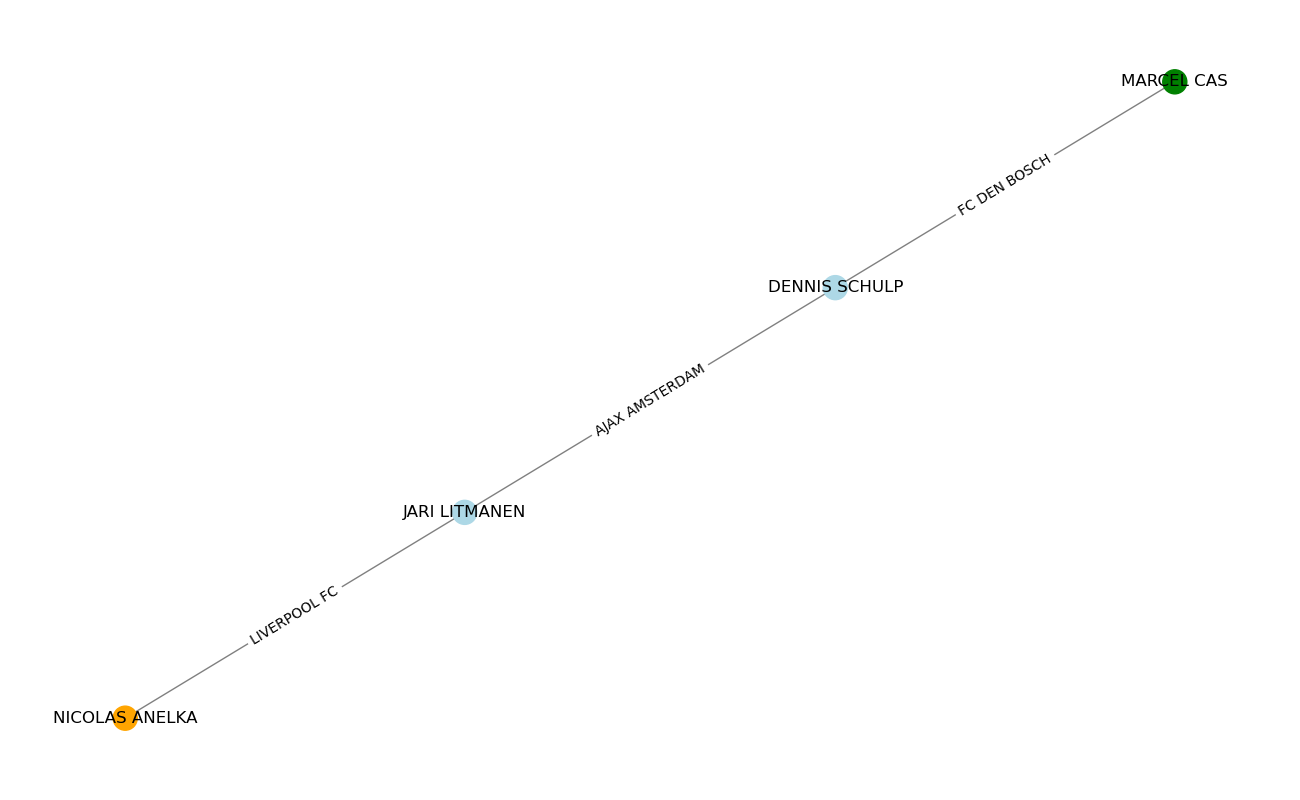 MARCEL CAS
FC DEN BOSCH
DENNIS SCHULP
AJAX AMSTERDAM
JARI LITMANEN
LIVERPOOL FC
NICOLAS ANELKA